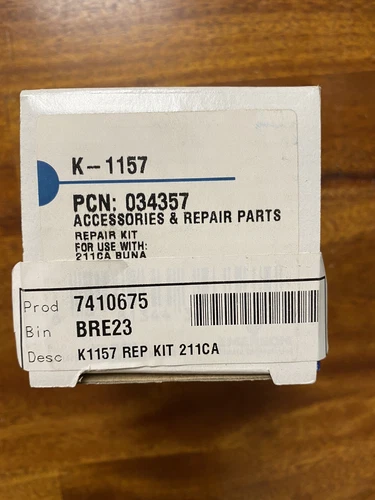 K-1157
PCN: 034357
ACCESSORIES & REPAIR PARTS
REPAIR KIT
FOR USE WITH:
211CA BUNA
Prod 7410675
Bin BRE23
Desc K1157 REP KIT 211CA